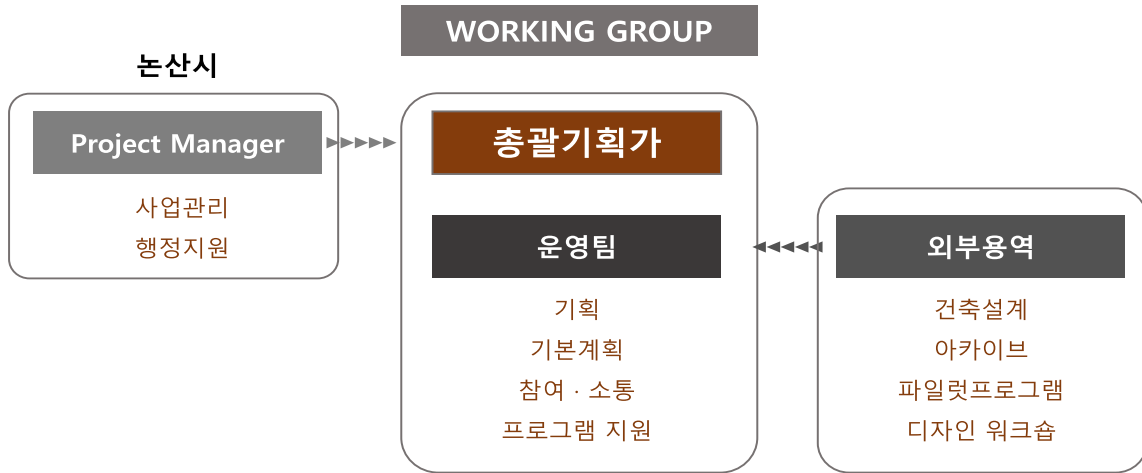 WORKING GROUP
논산시
Project Manager
사업관리
행정지원
총괄기획가
운영팀
기획
기본계획
참여 · 소통
프로그램 지원
외부용역
건축설계
아카이브
파일럿프로그램
디자인 워크숍